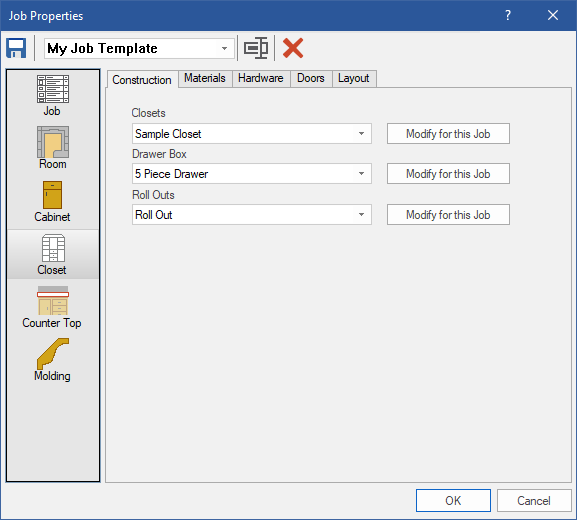 Job Properties
?
My Job Template
Job
Room
Cabinet
Closet
Counter Top
Molding
Construction Materials Hardware Doors Layout
Closets
Sample Closet Modify for this Job
Drawer Box
5 Piece Drawer Modify for this Job
Roll Outs
Roll Out Modify for this Job
OK Cancel